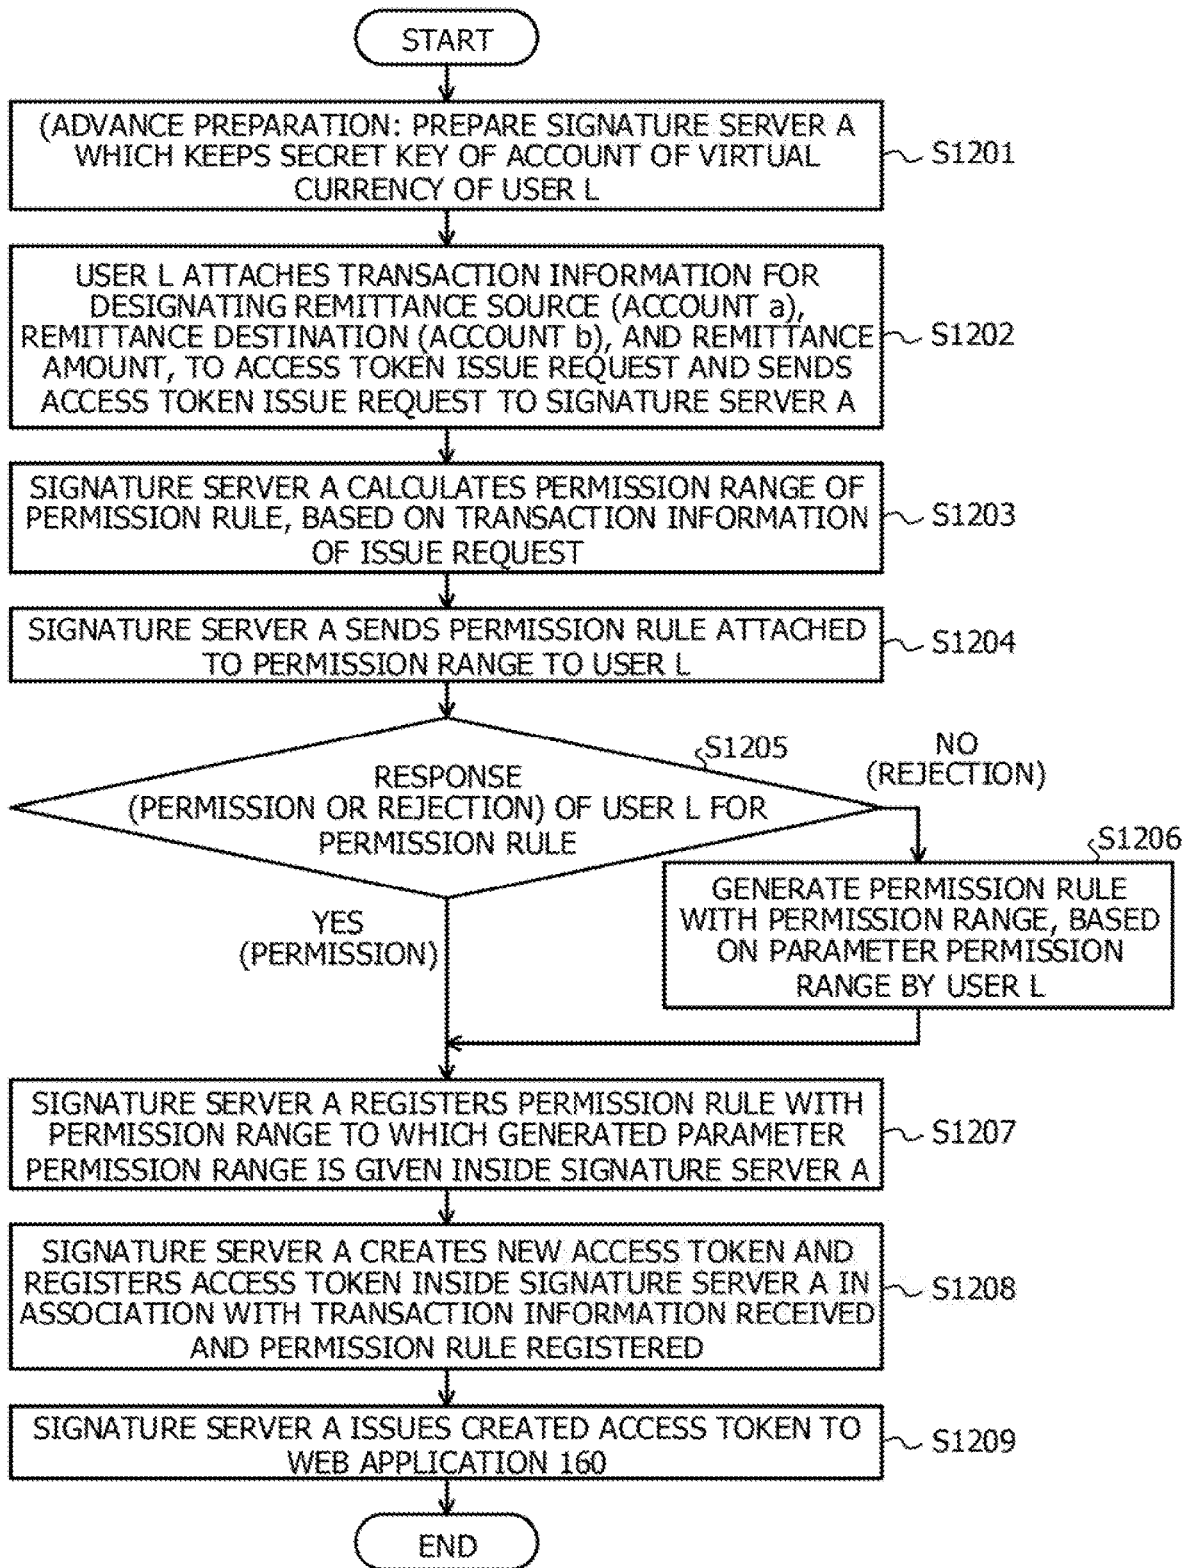 START
(ADVANCE PREPARATION: PREPARE SIGNATURE SERVER A
WHICH KEEPS SECRET KEY OF ACCOUNT OF VIRTUAL
CURRENCY OF USER L
S1201
USER L ATTACHES TRANSACTION INFORMATION FOR
DESIGNATING REMITTANCE SOURCE (ACCOUNT a),
REMITTANCE DESTINATION (ACCOUNT b), AND REMITTANCE
AMOUNT, TO ACCESS TOKEN ISSUE REQUEST AND SENDS
ACCESS TOKEN ISSUE REQUEST TO SIGNATURE SERVER A
S1202
SIGNATURE SERVER A CALCULATES PERMISSION RANGE OF
PERMISSION RULE, BASED ON TRANSACTION INFORMATION
OF ISSUE REQUEST
S1203
SIGNATURE SERVER A SENDS PERMISSION RULE ATTACHED
TO PERMISSION RANGE TO USER L
S1204
S1205
RESPONSE
(PERMISSION OR REJECTION) OF USER L FOR
PERMISSION RULE
NO
(REJECTION)
S1206
GENERATE PERMISSION RULE
WITH PERMISSION RANGE, BASED
ON PARAMETER PERMISSION
RANGE BY USER L
YES
(PERMISSION)
SIGNATURE SERVER A REGISTERS PERMISSION RULE WITH
PERMISSION RANGE TO WHICH GENERATED PARAMETER
PERMISSION RANGE IS GIVEN INSIDE SIGNATURE SERVER A
S1207
SIGNATURE SERVER A CREATES NEW ACCESS TOKEN AND
REGISTERS ACCESS TOKEN INSIDE SIGNATURE SERVER A IN
ASSOCIATION WITH TRANSACTION INFORMATION RECEIVED
AND PERMISSION RULE REGISTERED
S1208
SIGNATURE SERVER A ISSUES CREATED ACCESS TOKEN TO
WEB APPLICATION 160
S1209
END